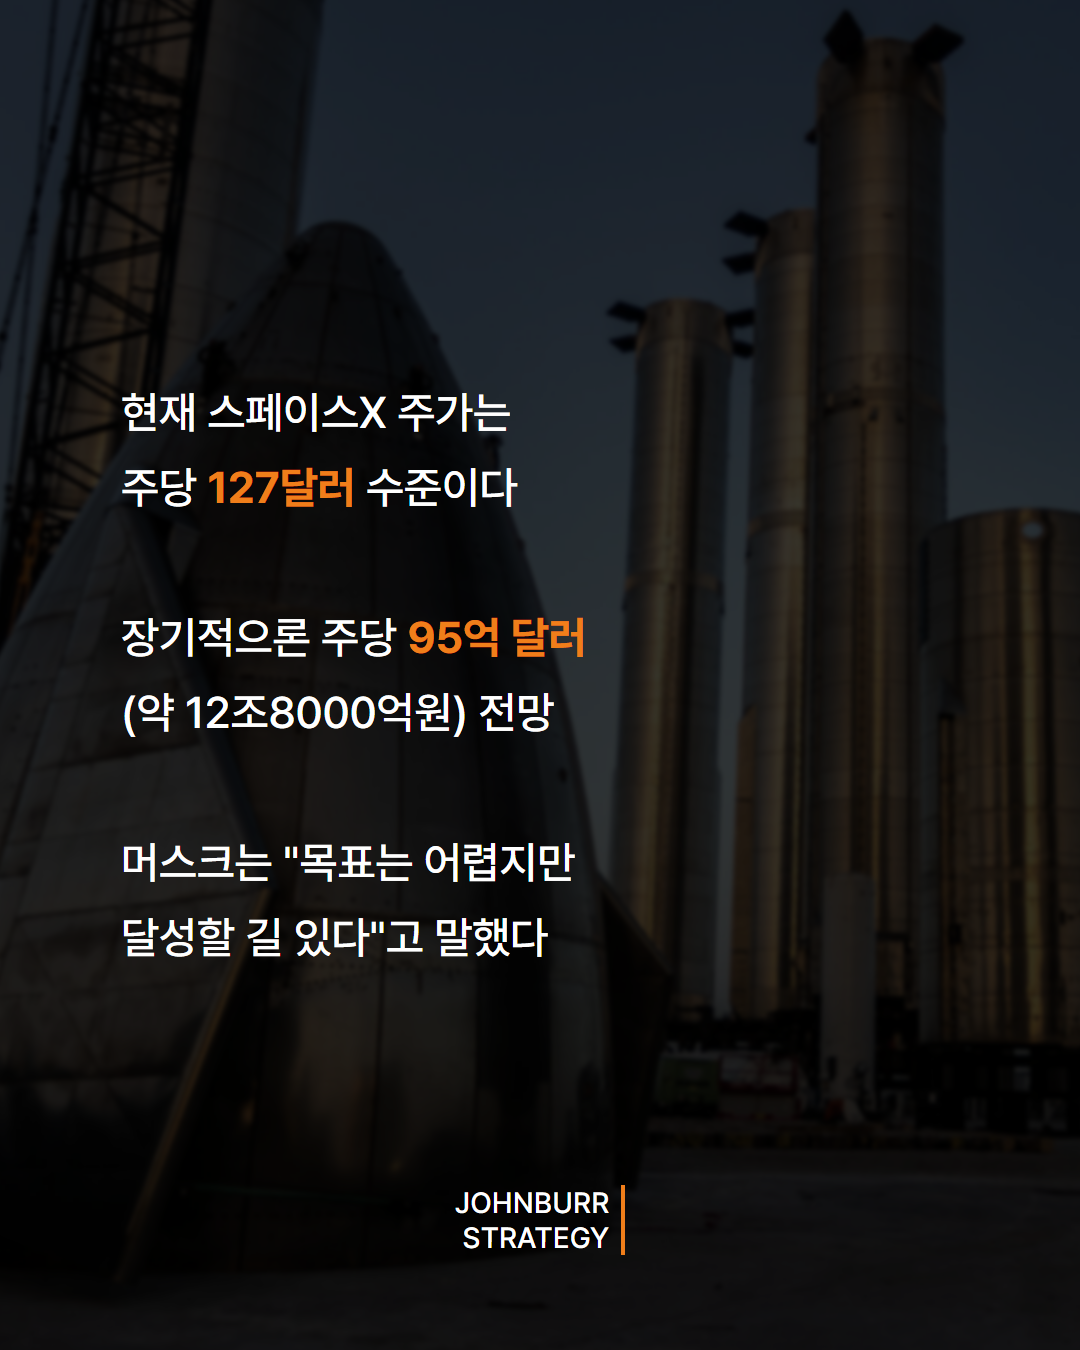 현재 스페이스X 주가는
주당 127달러 수준이다
장기적으론 주당 95억 달러
(약 12조8000억원) 전망
머스크는 "목표는 어렵지만
달성할 길 있다"고 말했다
JOHNBURR
STRATEGY